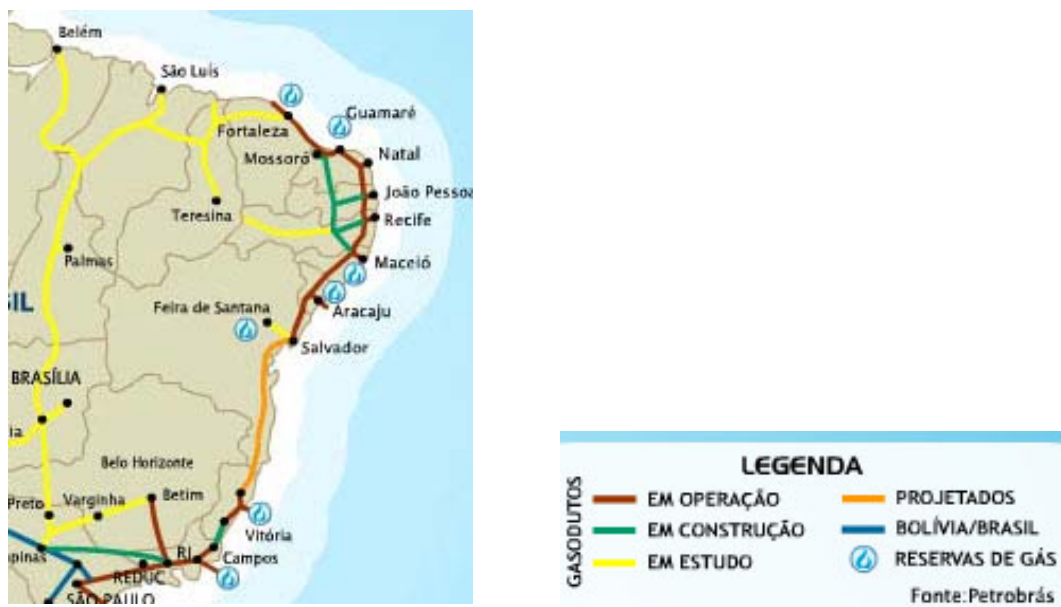 Belém
São Luís
Guamaré
Fortaleza
Mossoró
Natal
João Pessoa
Teresina
Recife
Palmas
Maceió
SIL
Feira de Santana
Aracaju
Salvador
BRASÍLIA
ia
Belo Horizonte
Preto
Varginha
Betim
Vitória
pinas
RJ
Campos
REDUC
SÃO PAULO
LEGENDA
GASODUTOS
EM OPERAÇÃO
PROJETADOS
EM CONSTRUÇÃO
BOLÍVIA/BRASIL
EM ESTUDO
RESERVAS DE GÁS
Fonte:Petrobrás